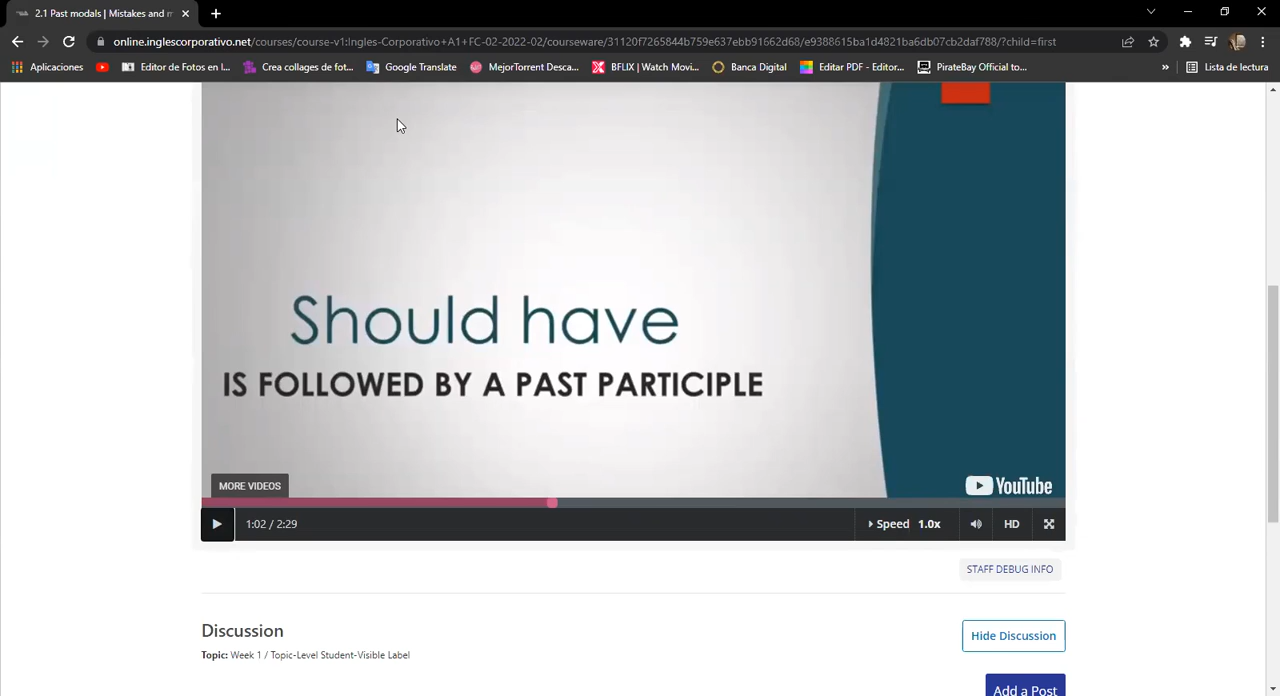 2.1 Past modals | Mistakes and m
online.inglescorporativo.net/courses/course-v1:Ingles-Corporativo+A1+FC-02-2022-02/courseware/31120f7265844b759e637ebb91662d68/e9388615ba1d4821ba6db07cb2daf788/?child=first
Aplicaciones Editor de Fotos en l... Crea collages de fot... Google Translate MejorTorrent Desca... BFLIX | Watch Movi... Banca Digital Editar PDF - Editor... PirateBay Official to... » Lista de lectura
Should have
IS FOLLOWED BY A PAST PARTICIPLE
MORE VIDEOS
YouTube
1:02 / 2:29 Speed 1.0x HD
STAFF DEBUG INFO
Discussion
Hide Discussion
Topic: Week 1 / Topic-Level Student-Visible Label
Add a Post